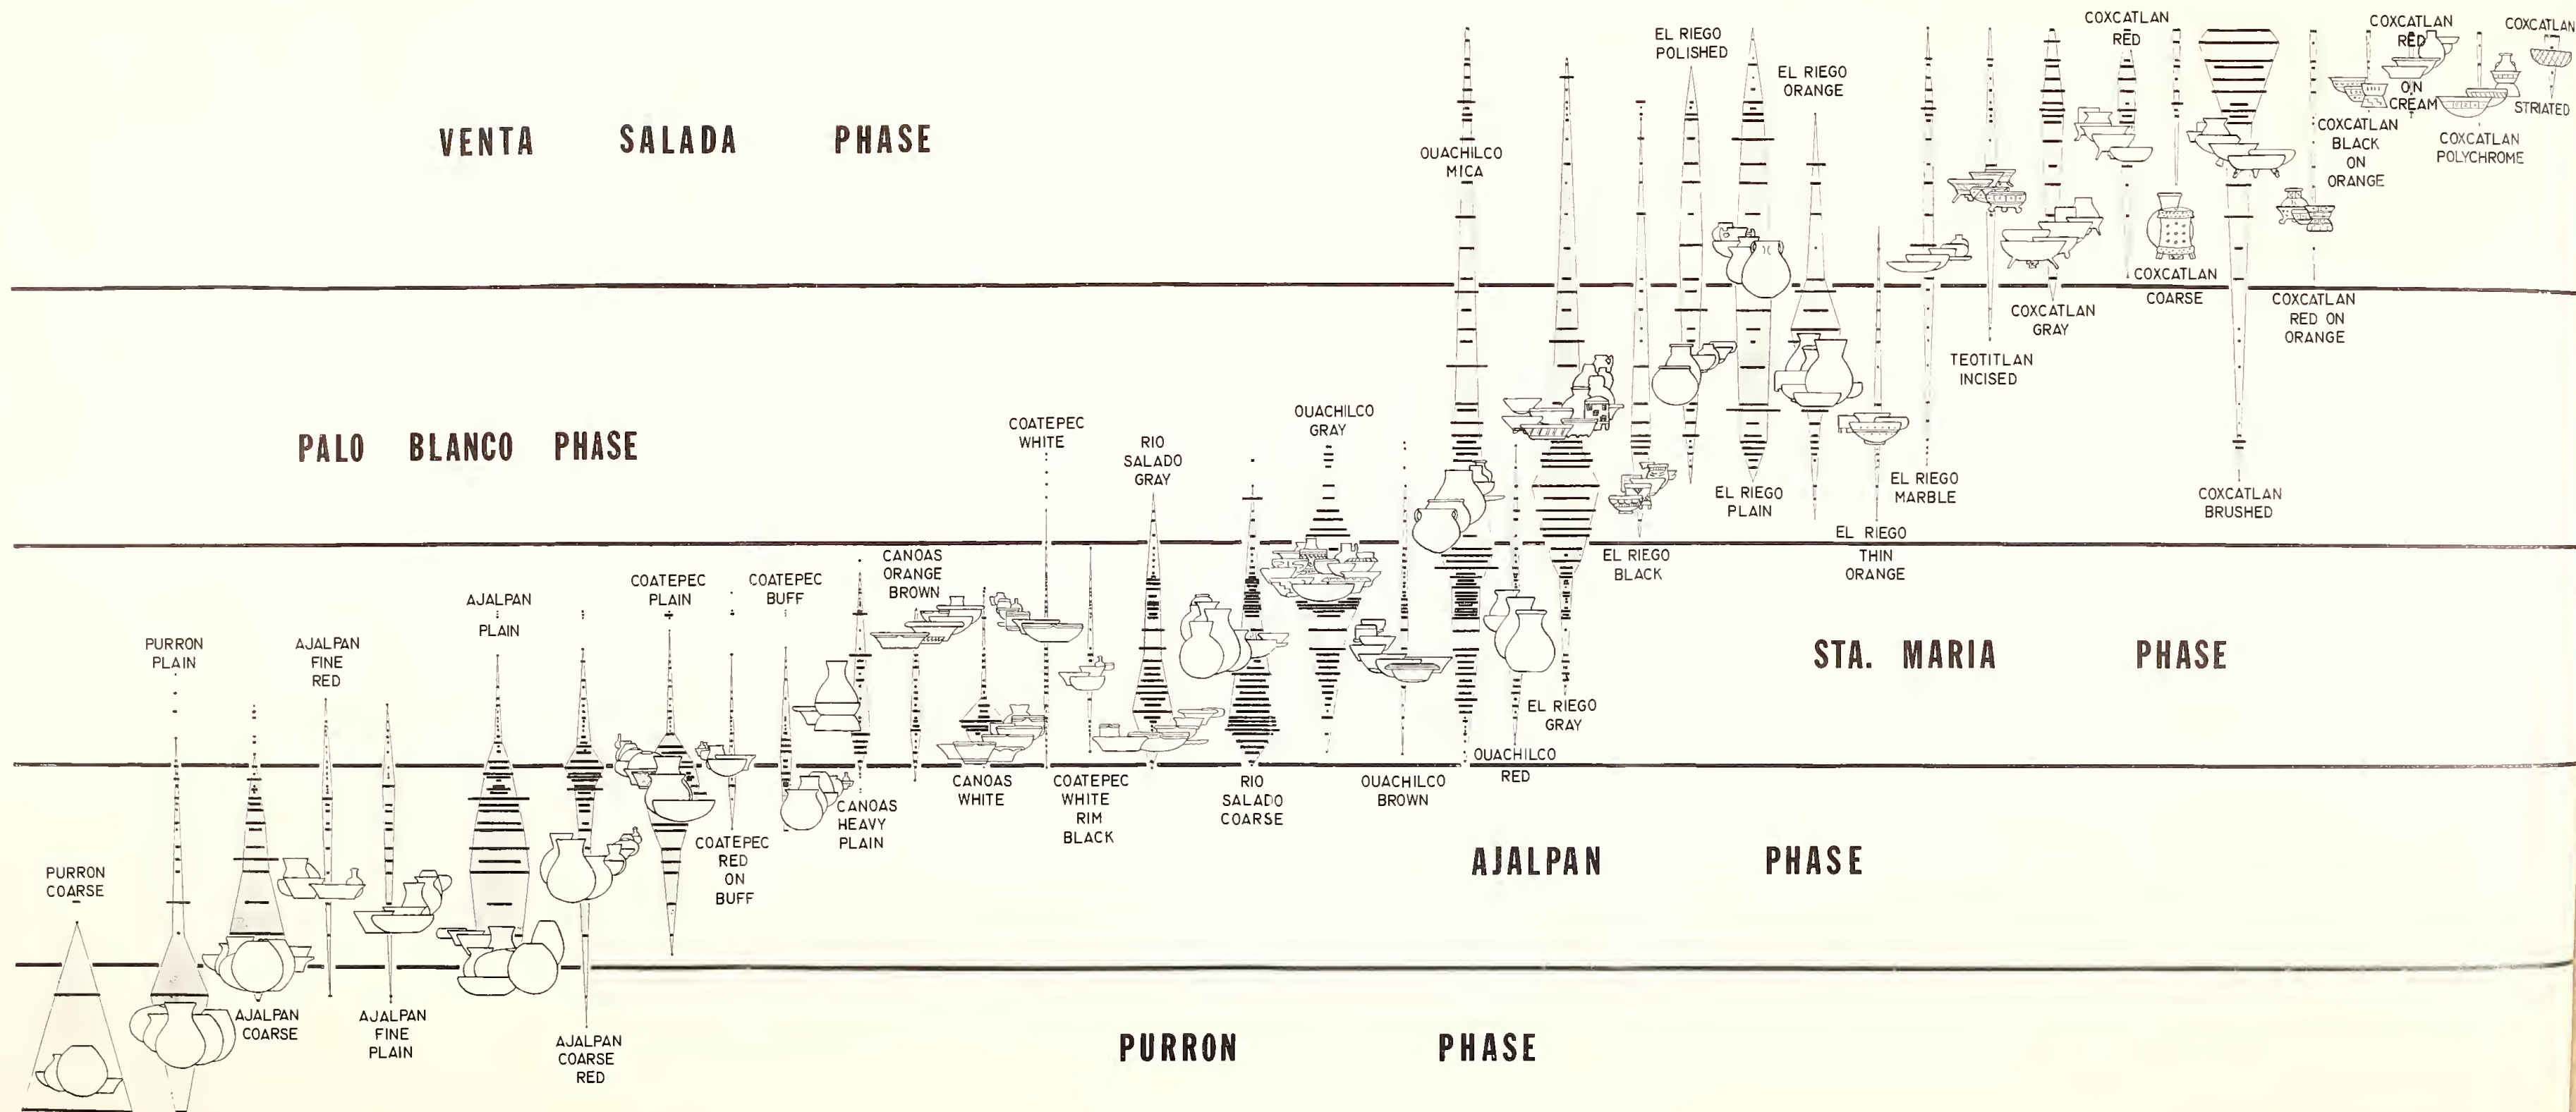 VENTA SALADA PHASE
PALO BLANCO PHASE
STA. MARIA PHASE
AJALPAN PHASE
PURRON PHASE
PURRON
COARSE
PURRON
PLAIN
AJALPAN
COARSE
AJALPAN
FINE
RED
AJALPAN
FINE
PLAIN
AJALPAN
PLAIN
AJALPAN
COARSE
RED
COATEPEC
PLAIN
COATEPEC
RED
ON
BUFF
COATEPEC
BUFF
CANOAS
HEAVY
PLAIN
CANOAS
ORANGE
BROWN
CANOAS
WHITE
COATEPEC
WHITE
COATEPEC
WHITE
RIM
BLACK
RIO
SALADO
GRAY
RIO
SALADO
COARSE
QUACHILCO
GRAY
QUACHILCO
BROWN
QUACHILCO
MICA
QUACHILCO
RED
EL RIEGO
GRAY
EL RIEGO
BLACK
EL RIEGO
POLISHED
EL RIEGO
PLAIN
EL RIEGO
ORANGE
EL RIEGO
THIN
ORANGE
EL RIEGO
MARBLE
TEOTITLAN
INCISED
COXCATLAN
GRAY
COXCATLAN
RED
COXCATLAN
COARSE
COXCATLAN
BRUSHED
COXCATLAN
RED ON
ORANGE
COXCATLAN
BLACK
ON
ORANGE
COXCATLAN
RED
ON
CREAM
COXCATLAN
POLYCHROME
COXCATLAN
STRIATED